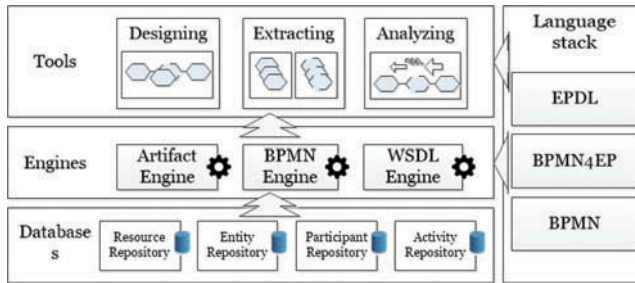 Tools
Designing
Extracting
Analyzing
Engines
Artifact
Engine
BPMN
Engine
WSDL
Engine
Database
s
Resource
Repository
Entity
Repository
Participant
Repository
Activity
Repository
Language
stack
EPDL
BPMN4EP
BPMN